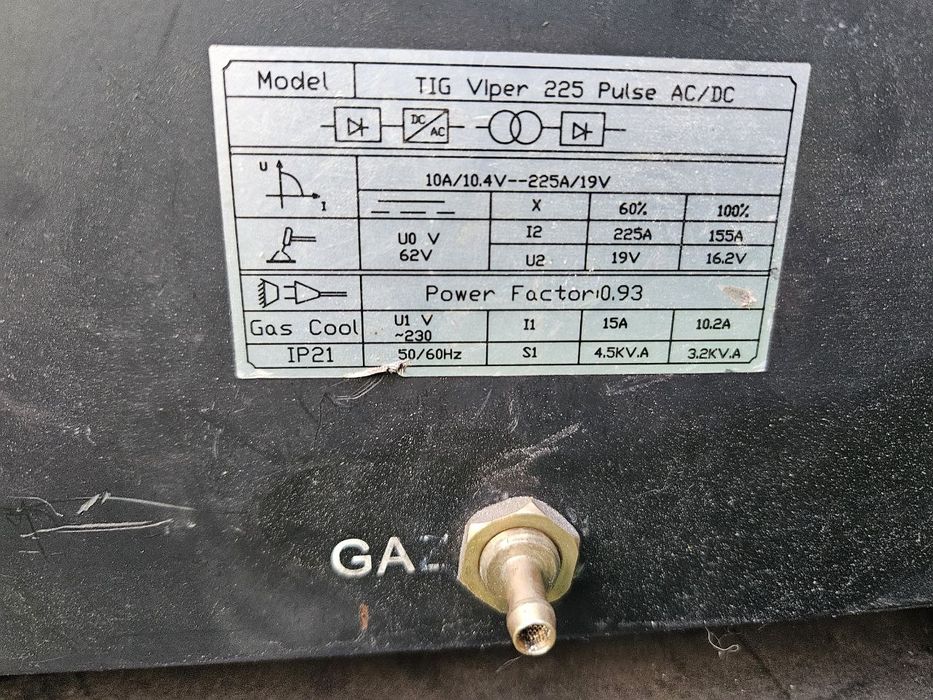 Model TIG VIper 225 Pulse AC/DC
DC AC
U I 10A/10.4V--225A/19V
X 60% 100%
U0 V I2 225A 155A
62V U2 19V 16.2V
Power Factor:0.93
Gas Cool U1 V ~230 I1 15A 10.2A
IP21 50/60Hz S1 4.5KV.A 3.2KV.A
GAZ